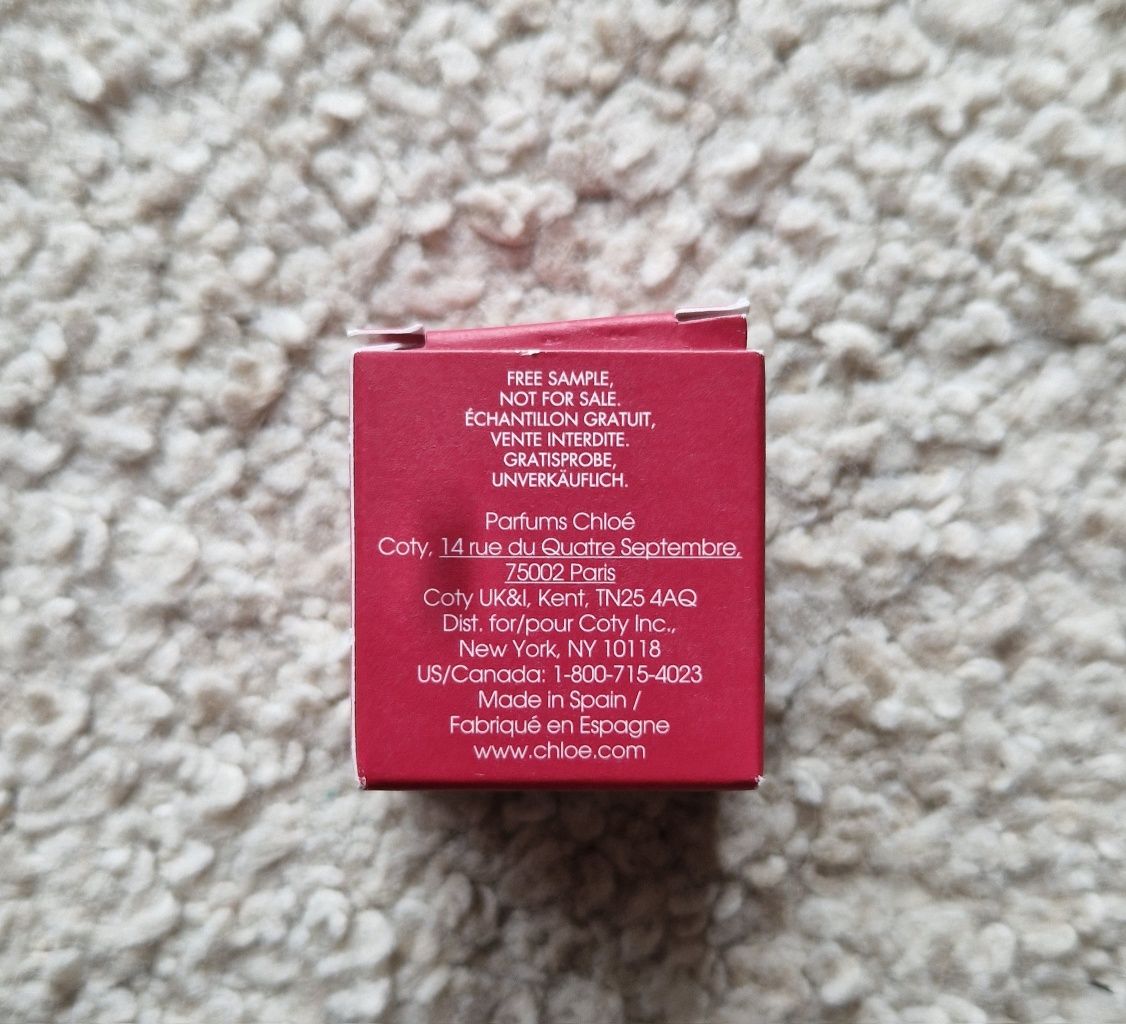 FREE SAMPLE,
NOT FOR SALE.
ÉCHANTILLON GRATUIT,
VENTE INTERDITE.
GRATISPROBE,
UNVERKÄUFLICH.
Parfums Chloé
Coty, 14 rue du Quatre Septembre,
75002 Paris
Coty UK&I, Kent, TN25 4AQ
Dist. for/pour Coty Inc.,
New York, NY 10118
US/Canada: 1-800-715-4023
Made in Spain /
Fabriqué en Espagne
www.chloe.com